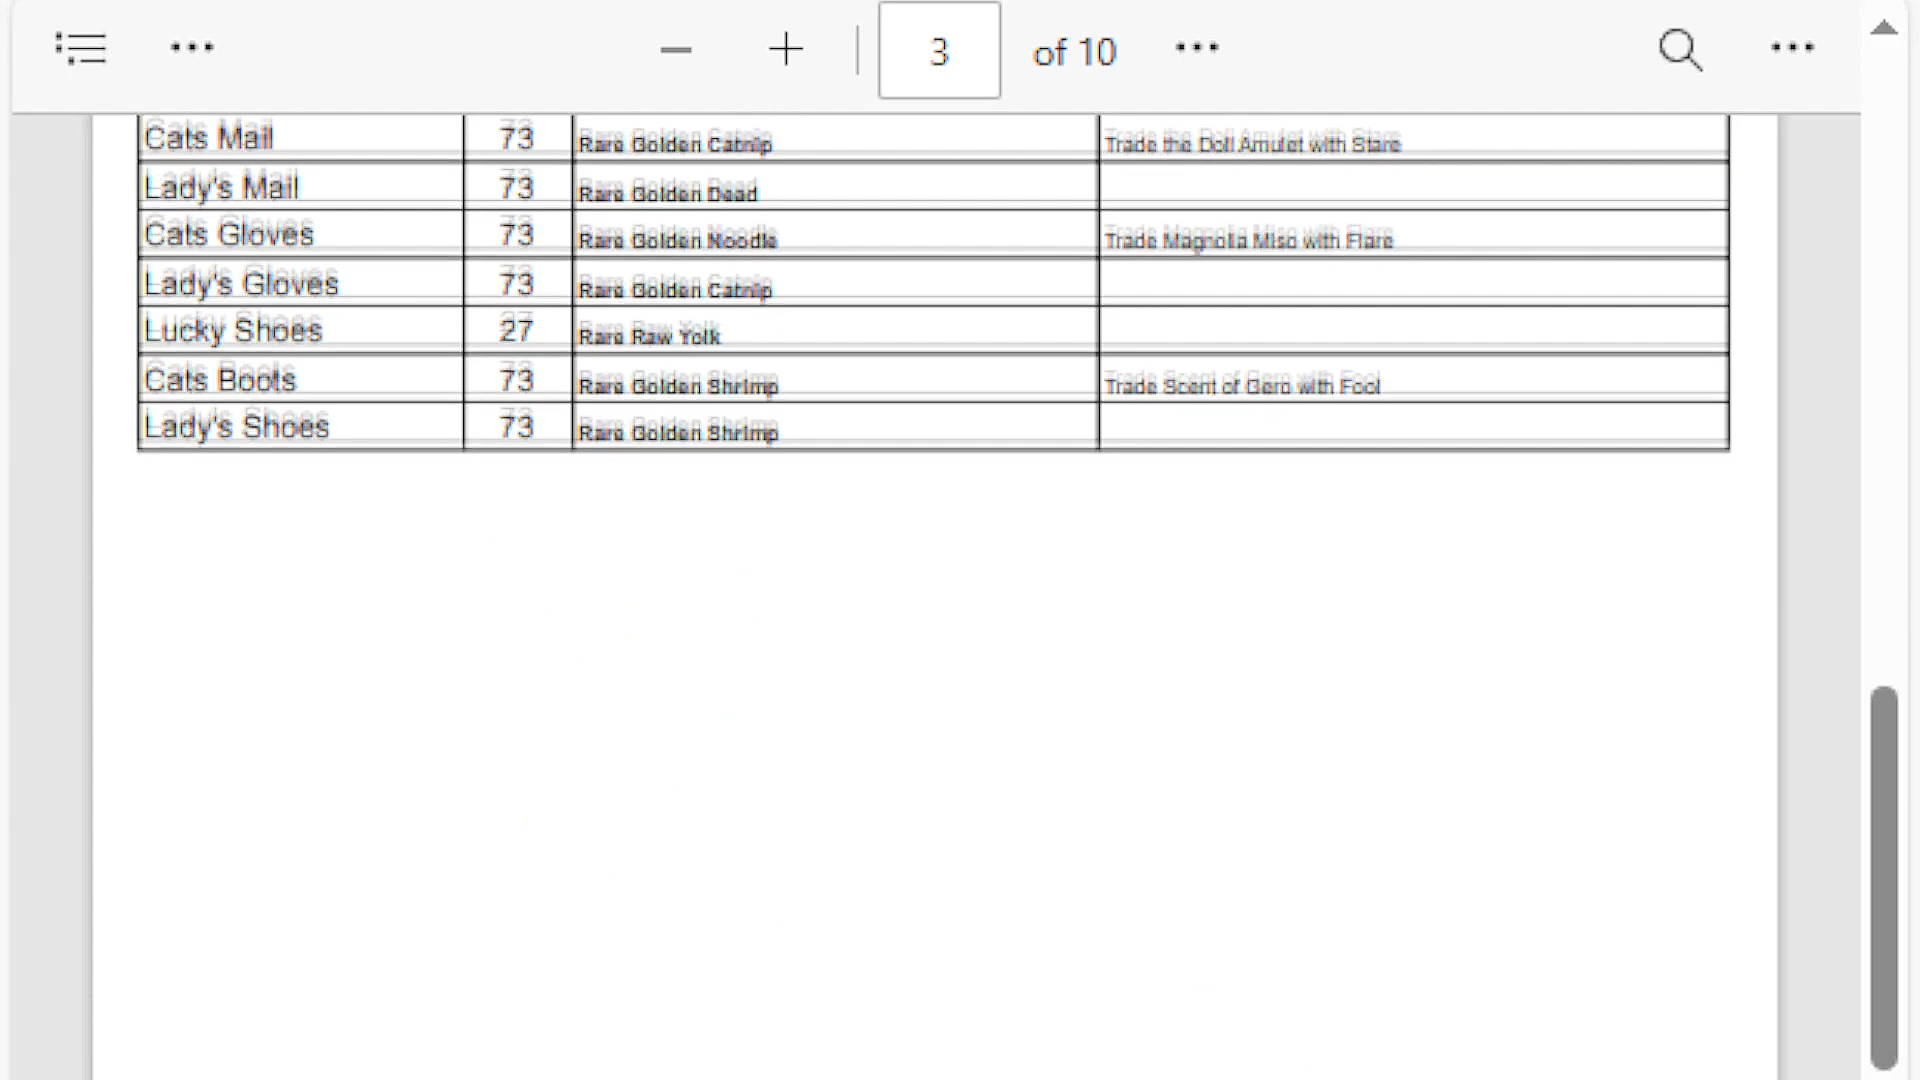 3 of 10
Cats Mail 73 Rare Golden Catnip Trade the Doll Amulet with Stare
Lady's Mail 73 Rare Golden Dead
Cats Gloves 73 Rare Golden Noodle Trade Magnolia Miso with Flare
Lady's Gloves 73 Rare Golden Catnip
Lucky Shoes 27 Rare Raw Yolk
Cats Boots 73 Rare Golden Shrimp Trade Scent of Gero with Fool
Lady's Shoes 73 Rare Golden Shrimp